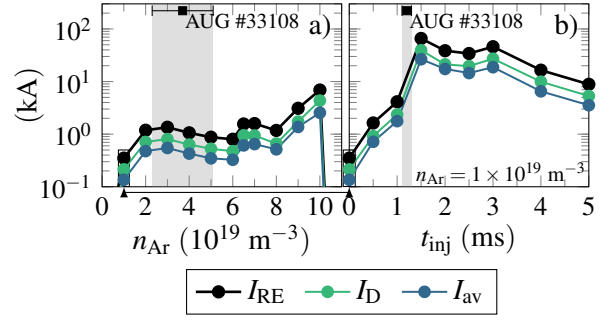 AUG #33108
a)
AUG #33108
b)
10²
10¹
10⁰
10⁻¹
(kA)
n_Ar = 1 × 10¹⁹ m⁻³
2 4 6 8 10
0 1 2 3 4 5
n_Ar (10¹⁹ m⁻³)
t_inj (ms)
I_RE I_D I_av